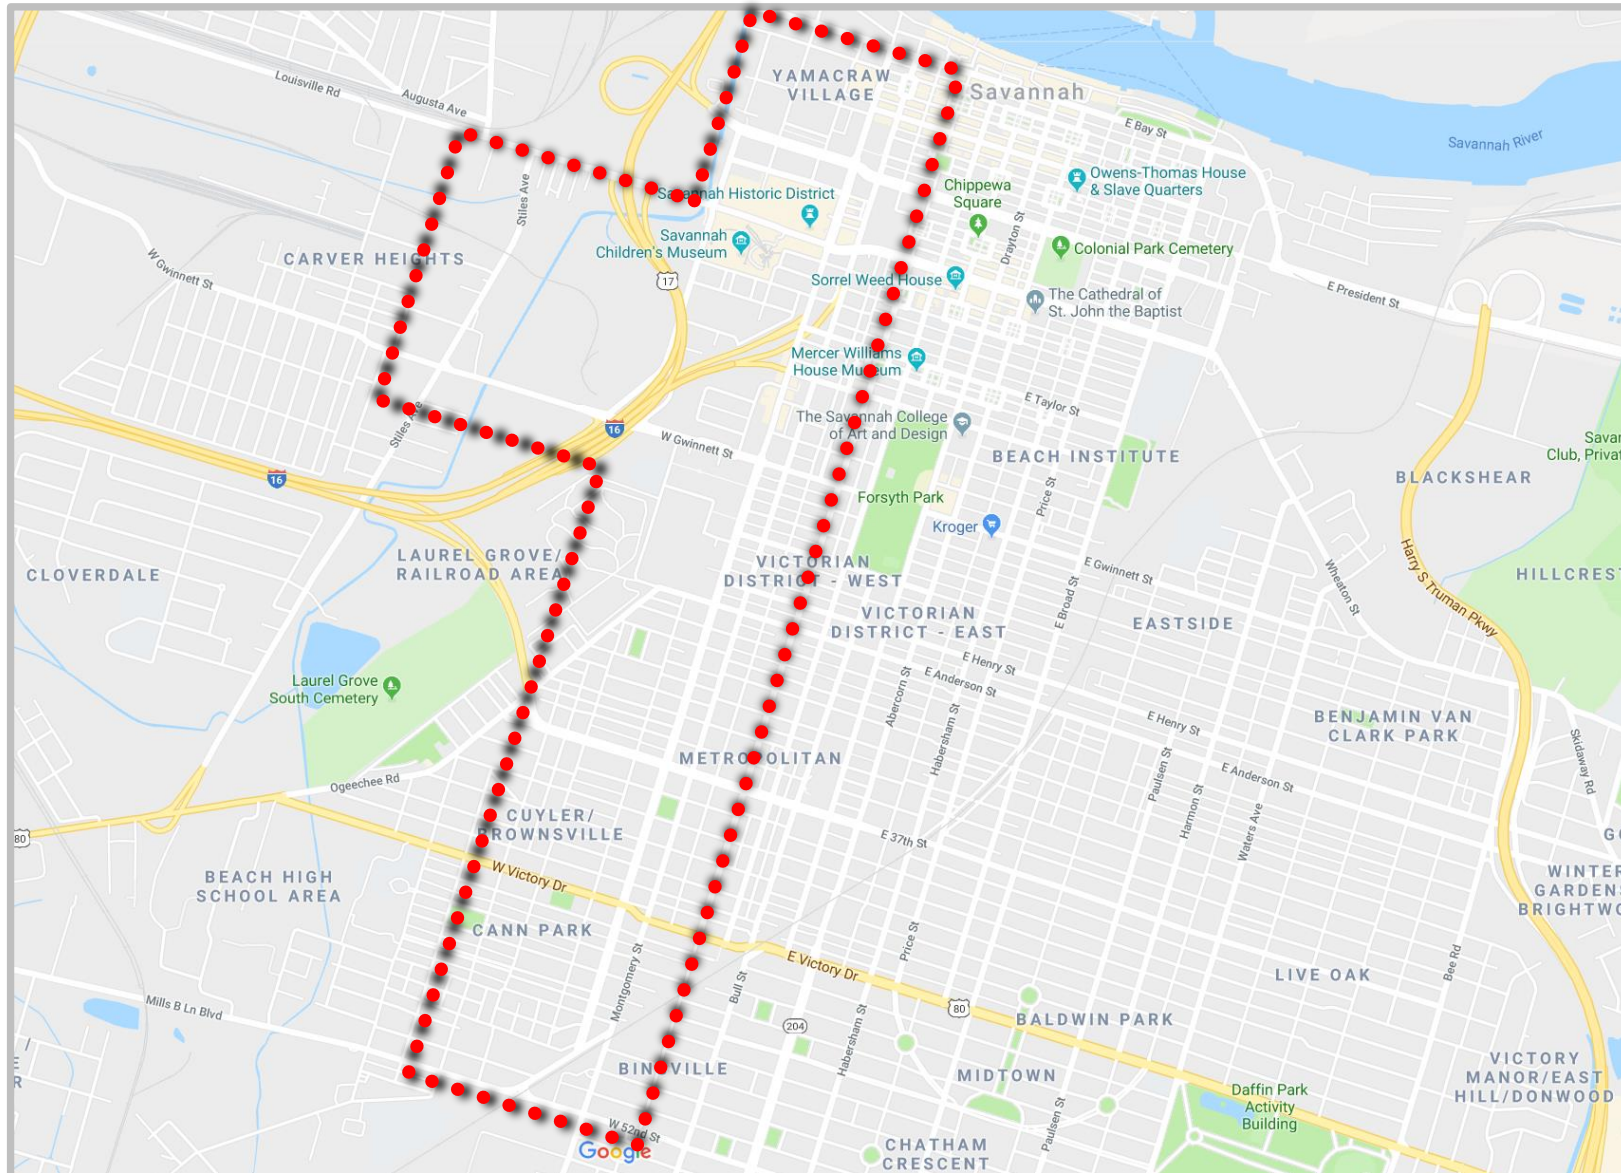 Louisville Rd
Augusta Ave
YAMACRAW
VILLAGE
Savannah
E Bay St
Savannah River
Stiles Ave
Savannah Historic District
Owens-Thomas House
& Slave Quarters
Chippewa
Square
Savannah
Children's Museum
Drayton St
Colonial Park Cemetery
W Gwinnett St
CARVER HEIGHTS
17
Sorrel Weed House
The Cathedral of
St. John the Baptist
E President St
Mercer Williams
House Museum
E Taylor St
Stiles Ave
16
W Gwinnett St
The Savannah College
of Art and Design
BEACH INSTITUTE
16
BLACKSHEAR
Club, Privat
Forsyth Park
Price St
Kroger
LAUREL GROVE/
RAILROAD AREA
CLOVERDALE
VICTORIAN
DISTRICT - WEST
E Gwinnett St
Harry S Truman Pkwy
HILLCREST
Wheaton St
VICTORIAN
DISTRICT - EAST
E Broad St
EASTSIDE
E Henry St
E Anderson St
Laurel Grove
South Cemetery
Abercorn St
Habersham St
E Henry St
BENJAMIN VAN
CLARK PARK
METROPOLITAN
Paulsen St
Skidaway Rd
E Anderson St
Ogeechee Rd
Harmon St
Waters Ave
CUYLER/
BROWNSVILLE
80
E 37th St
W Victory Dr
BEACH HIGH
SCHOOL AREA
WINTER
GARDENS
BRIGHTWO
CANN PARK
Price St
Bee Rd
E Victory Dr
LIVE OAK
Montgomery St
Bull St
Mills B Ln Blvd
80
204
Habersham St
BALDWIN PARK
BINGVILLE
MIDTOWN
VICTORY
MANOR/EAST
HILL/DONWOOD
Daffin Park
Activity
Building
Paulsen St
W 52nd St
Google
CHATHAM
CRESCENT